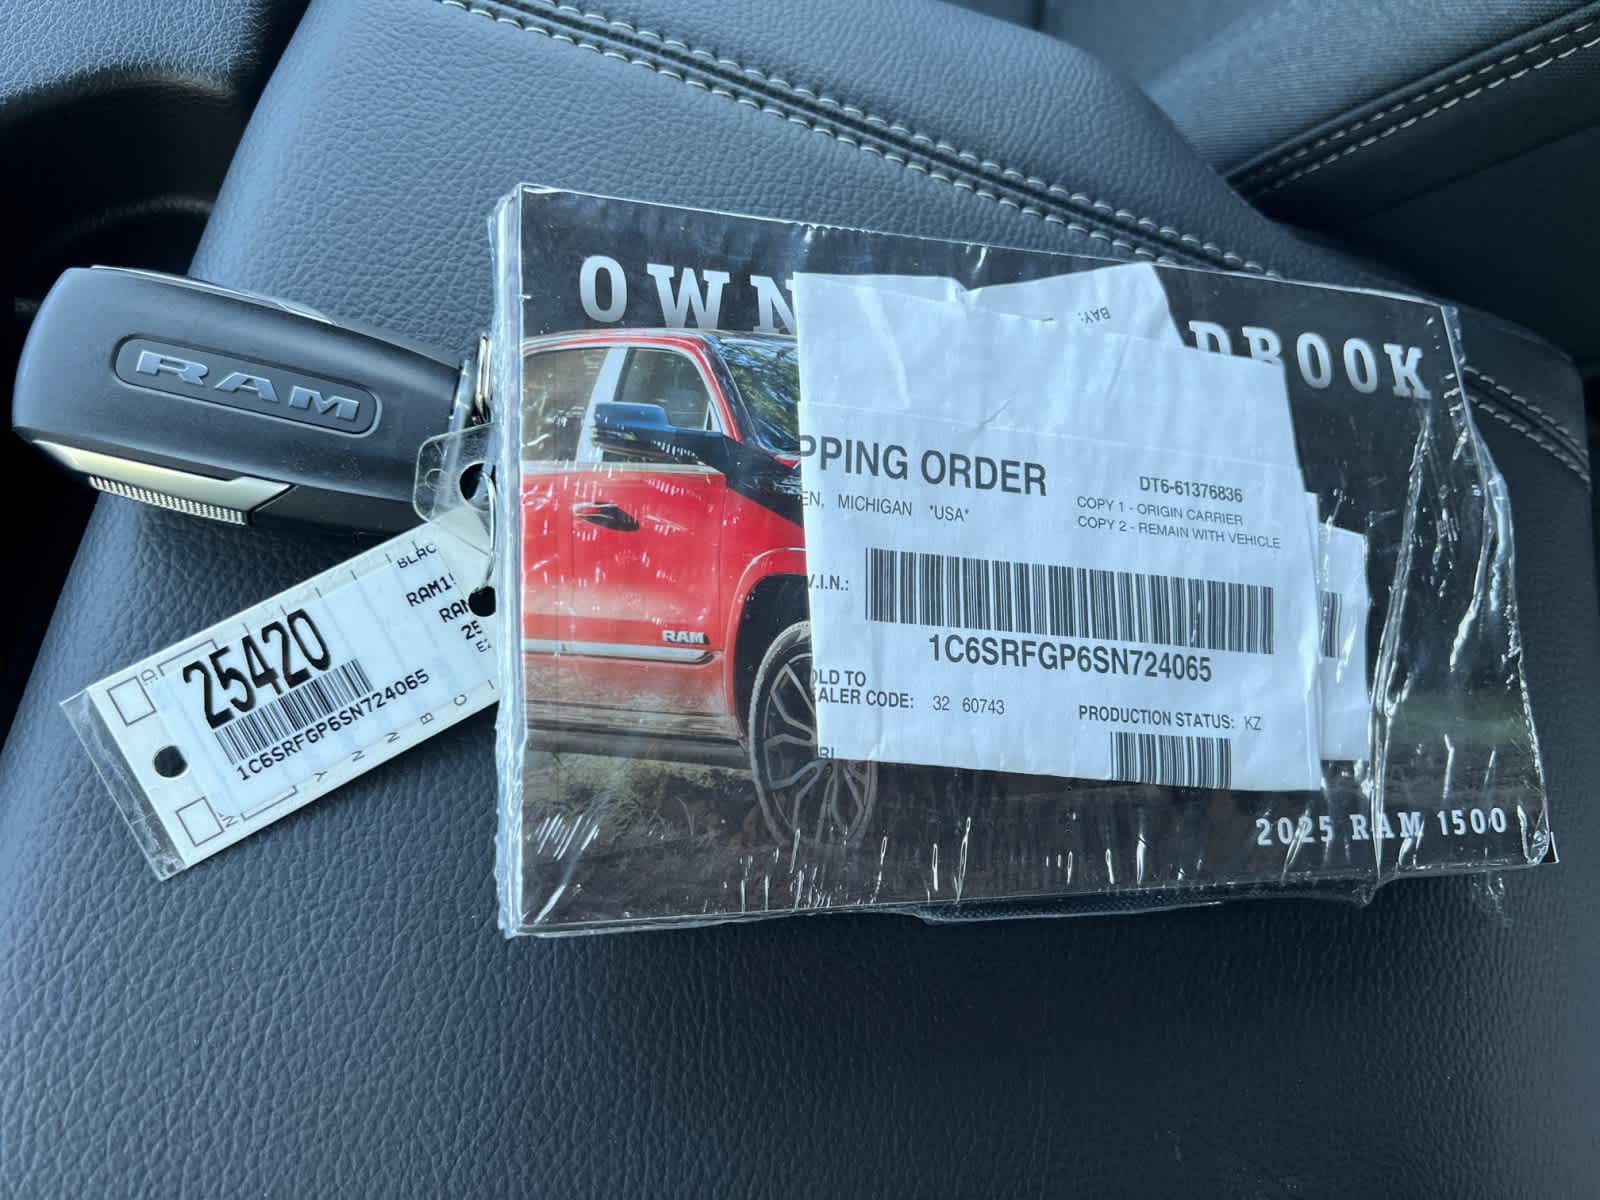 OWN
DBOOK
BAY:
PPING ORDER
DT6-61376836
EN, MICHIGAN *USA*
COPY 1 - ORIGIN CARRIER
COPY 2 - REMAIN WITH VEHICLE
V.I.N.:
1C6SRFGP6SN724065
OLD TO
EALER CODE: 32 60743
PRODUCTION STATUS: KZ
RAM
2025 RAM 1500
RAM
BLAC
RAM1
RAM
25
25420
1C6SRFGP6SN724065
Y N N B C